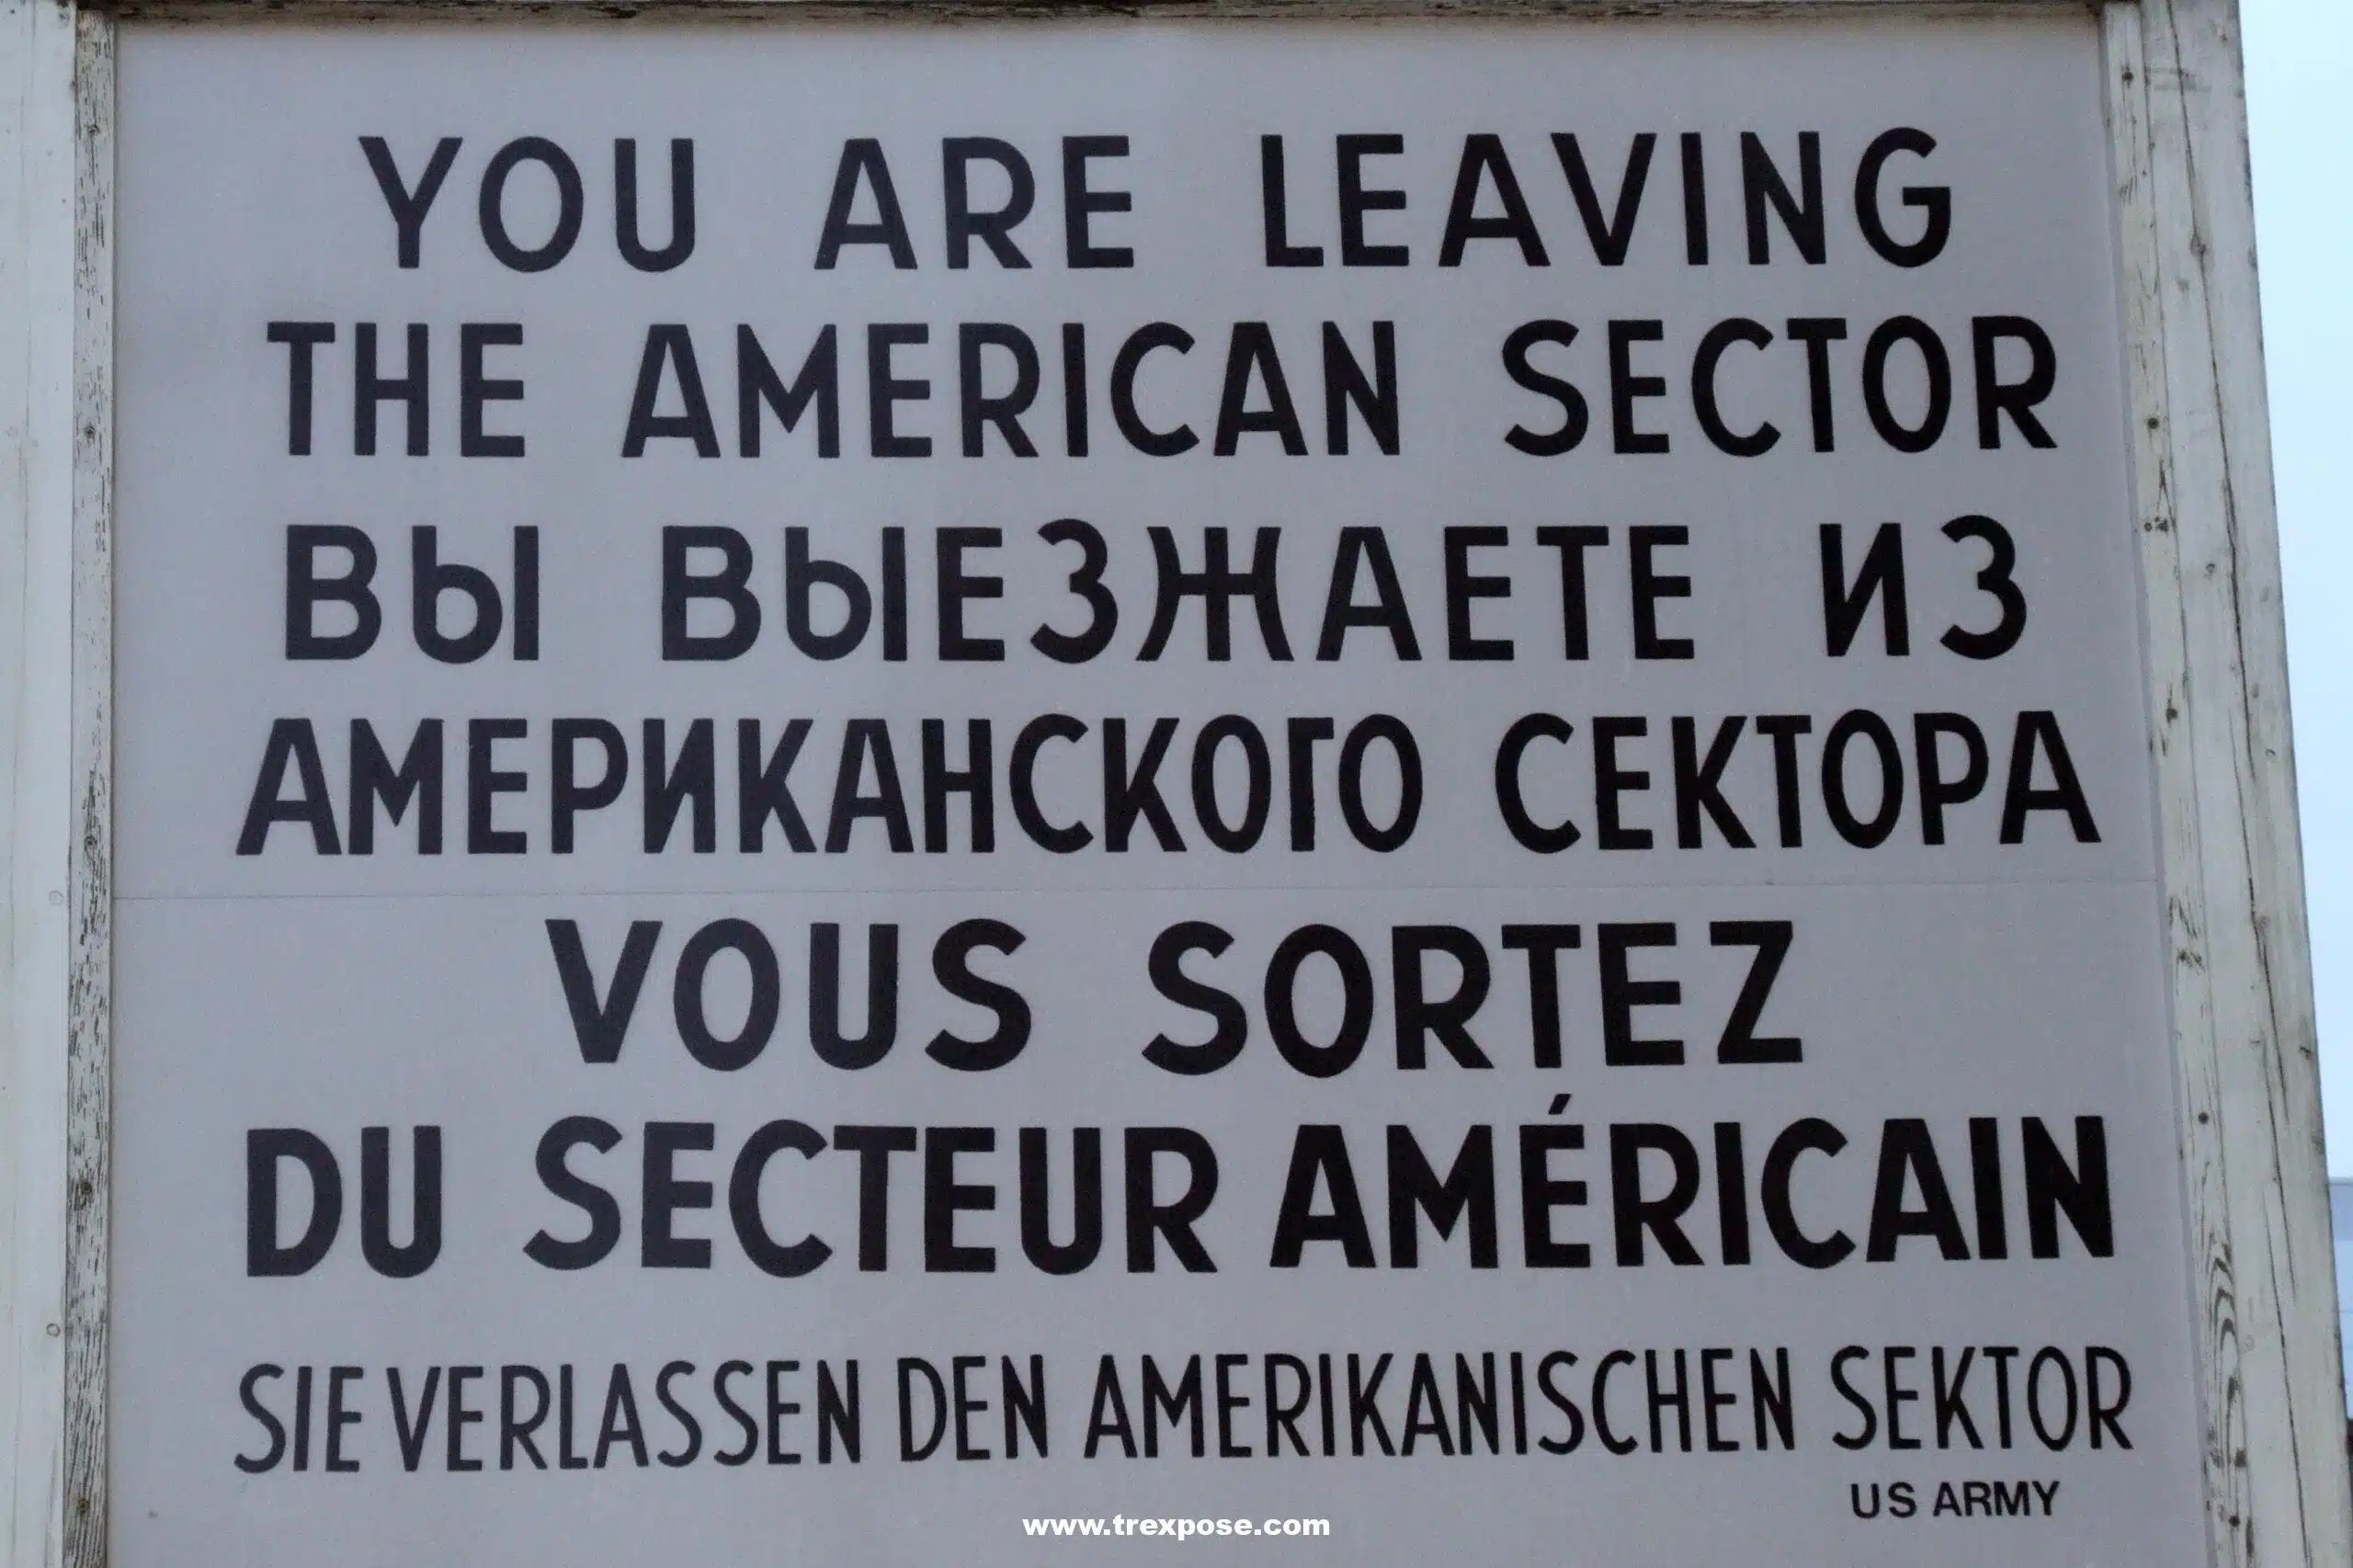 YOU ARE LEAVING
THE AMERICAN SECTOR
ВЫ ВЫЕЗЖАЕТЕ ИЗ
АМЕРИКАНСКОГО СЕКТОРА
VOUS SORTEZ
DU SECTEUR AMÉRICAIN
SIE VERLASSEN DEN AMERIKANISCHEN SEKTOR
US ARMY
www.trexpose.com